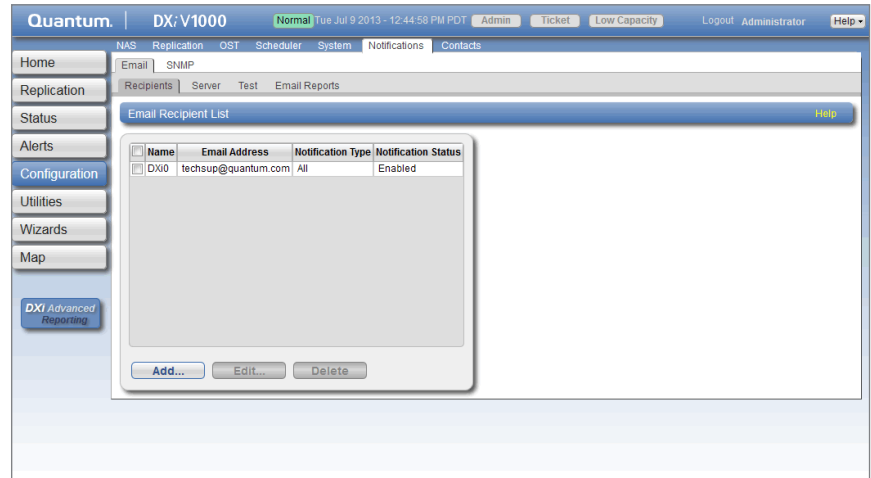 Quantum. DXi V1000 Normal Tue Jul 9 2013 - 12:44:58 PM PDT Admin Ticket Low Capacity Logout Administrator Help
NAS Replication OST Scheduler System Notifications Contacts
Home
Email SNMP
Replication
Recipients Server Test Email Reports
Status
Email Recipient List Help
Alerts
Name Email Address Notification Type Notification Status
DXi0 techsup@quantum.com All Enabled
Configuration
Utilities
Wizards
Map
DXi Advanced
Reporting
Add... Edit... Delete